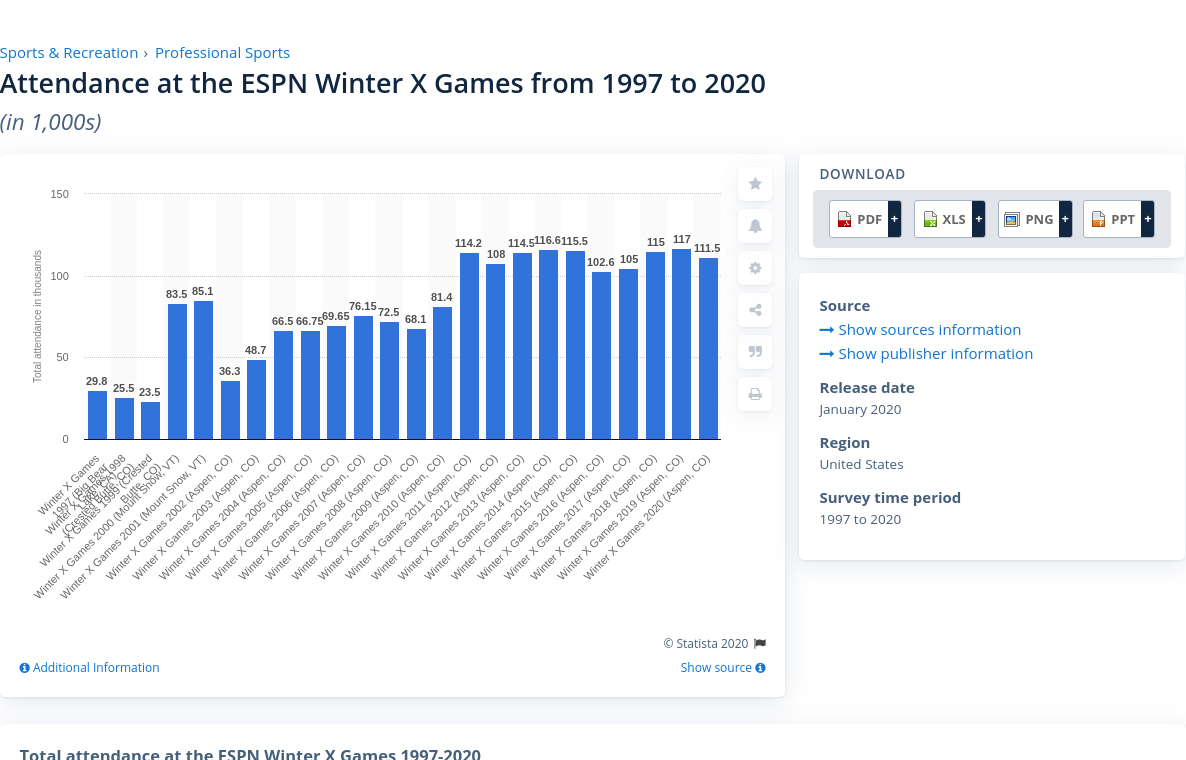 Sports & Recreation › Professional Sports
Attendance at the ESPN Winter X Games from 1997 to 2020
(in 1,000s)
150
100
50
0
Total attendance in thousands
29.8
25.5
23.5
83.5
85.1
36.3
48.7
66.5
66.75
69.65
76.15
72.5
68.1
81.4
114.2
108
114.5
116.6
115.5
102.6
105
115
117
111.5
Winter X Games
1997 (Big Bear
Lake, CA)
Winter X Games 1998
(Crested Butte, CO)
Winter X Games 1999 (Crested
Butte, CO)
Winter X Games 2000 (Mount Snow, VT)
Winter X Games 2001 (Mount Snow, VT)
Winter X Games 2002 (Aspen, CO)
Winter X Games 2003 (Aspen, CO)
Winter X Games 2004 (Aspen, CO)
Winter X Games 2005 (Aspen, CO)
Winter X Games 2006 (Aspen, CO)
Winter X Games 2007 (Aspen, CO)
Winter X Games 2008 (Aspen, CO)
Winter X Games 2009 (Aspen, CO)
Winter X Games 2010 (Aspen, CO)
Winter X Games 2011 (Aspen, CO)
Winter X Games 2012 (Aspen, CO)
Winter X Games 2013 (Aspen, CO)
Winter X Games 2014 (Aspen, CO)
Winter X Games 2015 (Aspen, CO)
Winter X Games 2016 (Aspen, CO)
Winter X Games 2017 (Aspen, CO)
Winter X Games 2018 (Aspen, CO)
Winter X Games 2019 (Aspen, CO)
Winter X Games 2020 (Aspen, CO)
© Statista 2020
Additional Information
Show source
DOWNLOAD
PDF + XLS + PNG + PPT +
Source
Show sources information
Show publisher information
Release date
January 2020
Region
United States
Survey time period
1997 to 2020
Total attendance at the ESPN Winter X Games 1997-2020